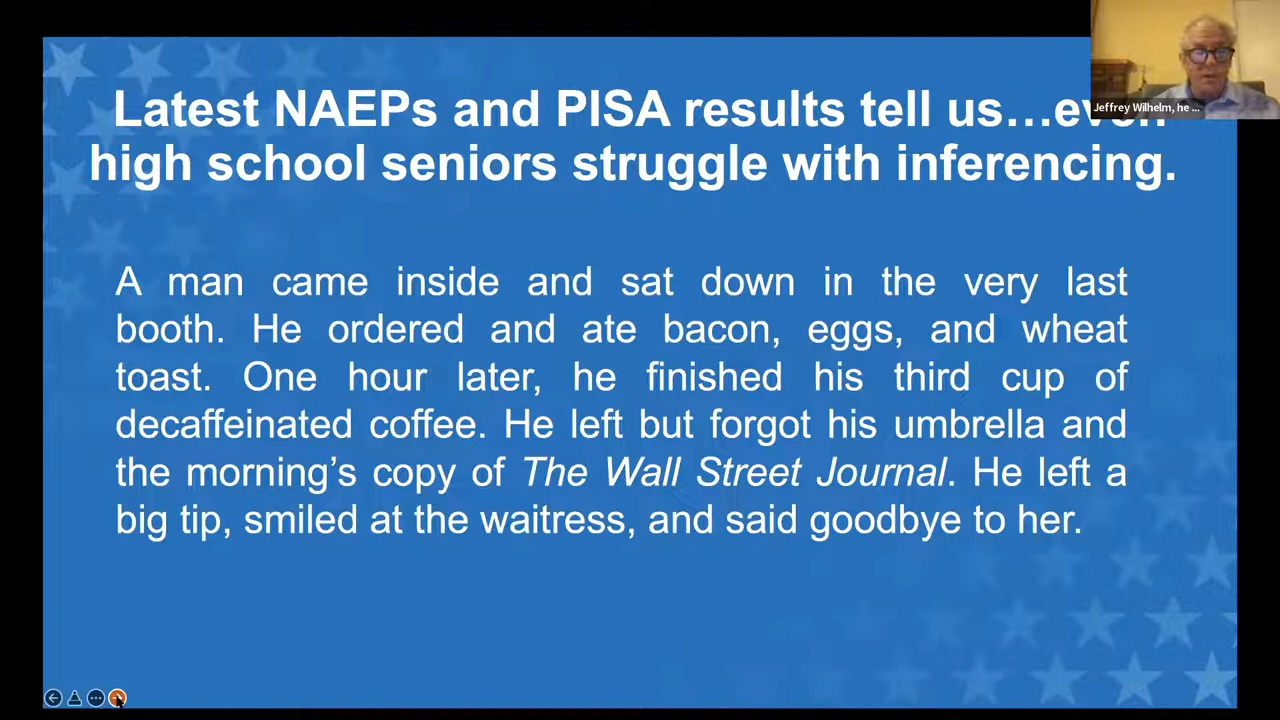 Latest NAEPs and PISA results tell us…even
high school seniors struggle with inferencing.
A man came inside and sat down in the very last
booth. He ordered and ate bacon, eggs, and wheat
toast. One hour later, he finished his third cup of
decaffeinated coffee. He left but forgot his umbrella and
the morning’s copy of The Wall Street Journal. He left a
big tip, smiled at the waitress, and said goodbye to her.
Jeffrey Wilhelm, he ...